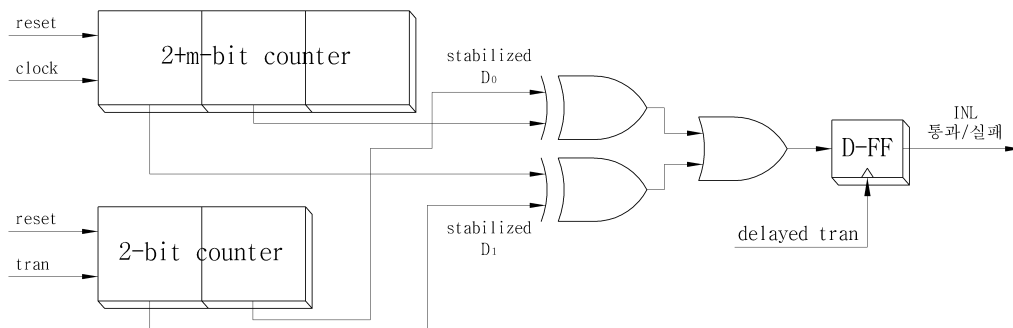 reset
2+m-bit counter
clock
stabilized
D₀
INL
통과/실패
D-FF
reset
2-bit counter
tran
stabilized
D₁
delayed tran